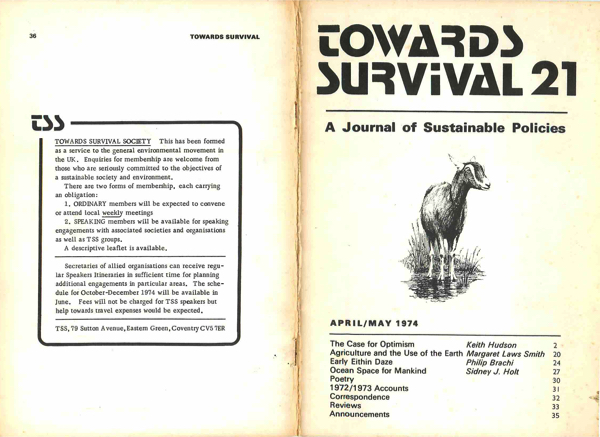 36
TOWARDS SURVIVAL
TSS
TOWARDS SURVIVAL SOCIETY This has been formed
as a service to the general environmental movement in
the UK. Enquiries for membership are welcome from
those who are seriously committed to the objectives of
a sustainable society and environment.
There are two forms of membership, each carrying
an obligation:
1. ORDINARY members will be expected to convene
or attend local weekly meetings
2. SPEAKING members will be available for speaking
engagements with associated societies and organisations
as well as TSS groups.
A descriptive leaflet is available.
Secretaries of allied organisations can receive regu-
lar Speakers Itineraries in sufficient time for planning
additional engagements in particular areas. The sche-
dule for October-December 1974 will be available in
June. Fees will not be charged for TSS speakers but
help towards travel expenses would be expected.
TSS, 79 Sutton Avenue, Eastern Green, Coventry CV5 7ER
TOWARDS
SURViVAL 21
A Journal of Sustainable Policies
APRIL/MAY 1974
The Case for Optimism Keith Hudson 2
Agriculture and the Use of the Earth Margaret Laws Smith 20
Early Eithin Daze Philip Brachi 24
Ocean Space for Mankind Sidney J. Holt 27
Poetry 30
1972/1973 Accounts 31
Correspondence 32
Reviews 33
Announcements 35